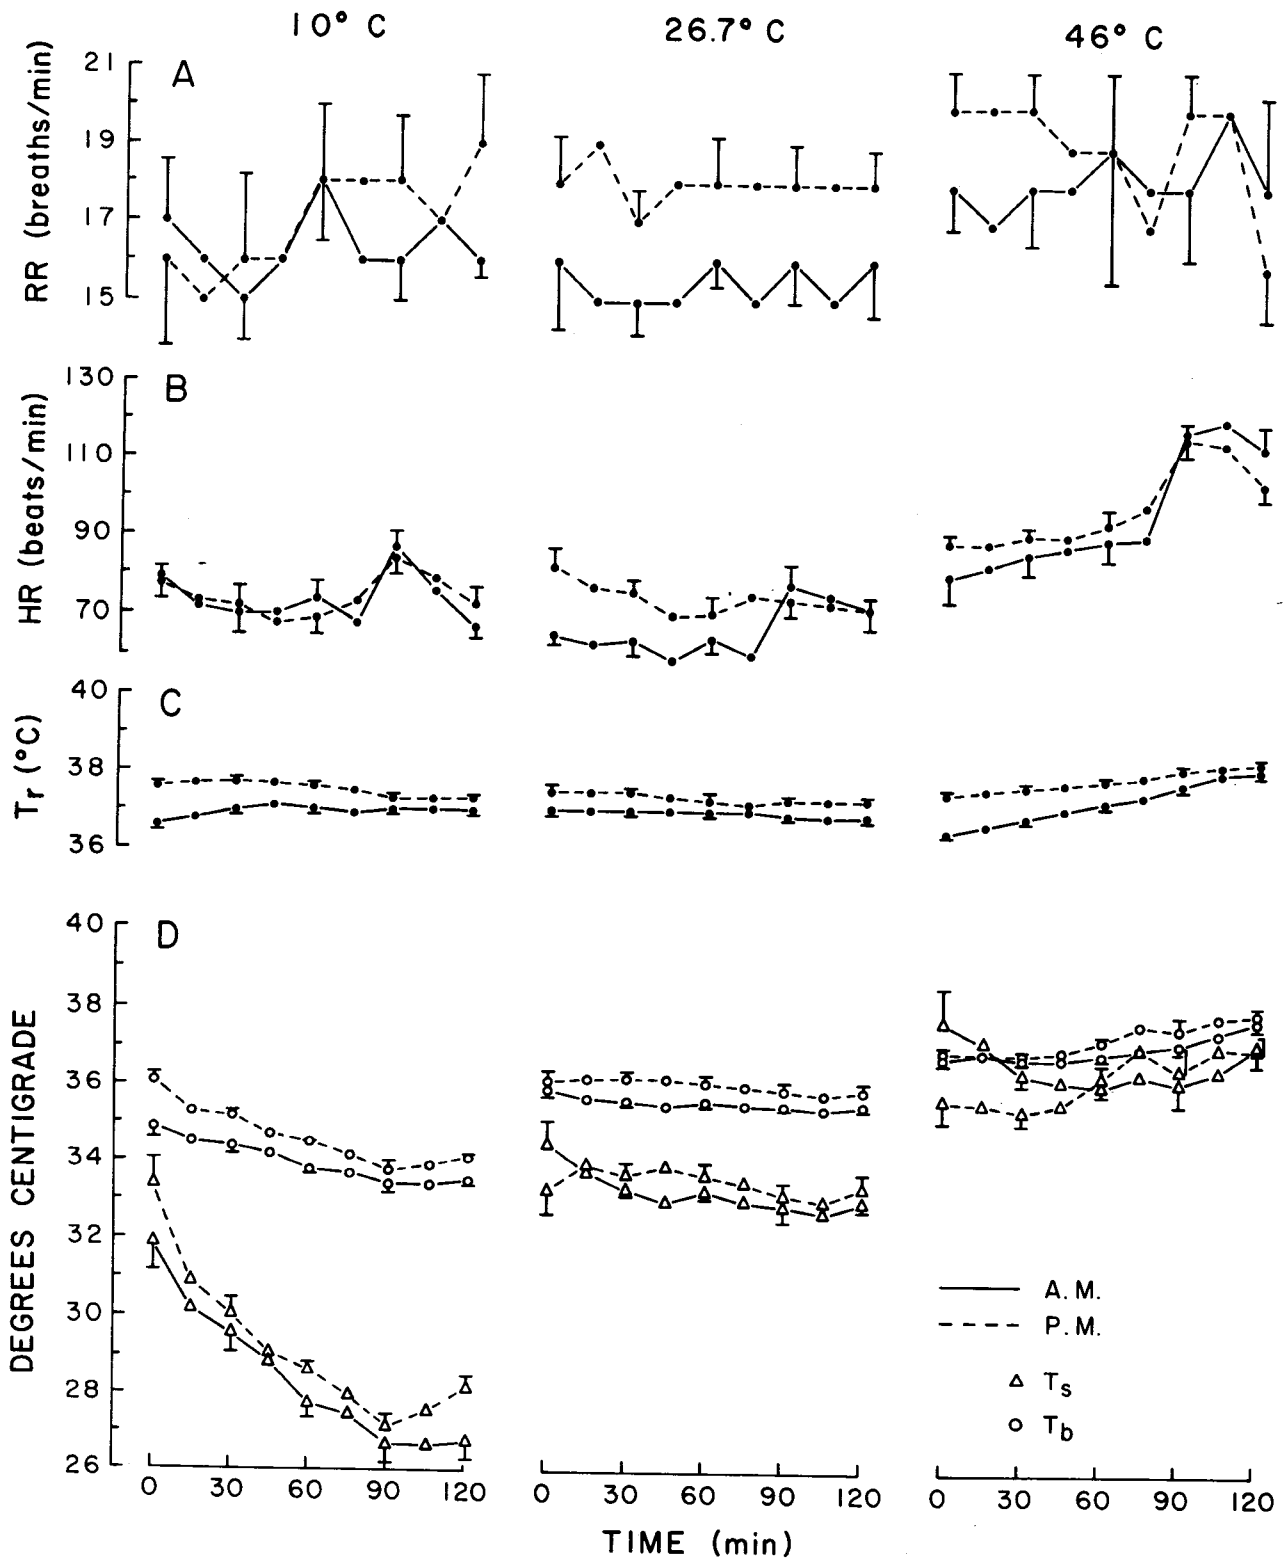 10° C 26.7° C 46° C
A
RR (breaths/min)
21
19
17
15
B
HR (beats/min)
130
110
90
70
C
Tr (°C)
40
38
36
D
DEGREES CENTIGRADE
40
38
36
34
32
30
28
26
A.M.
P.M.
Ts
Tb
0 30 60 90 120 0 30 60 90 120 0 30 60 90 120
TIME (min)